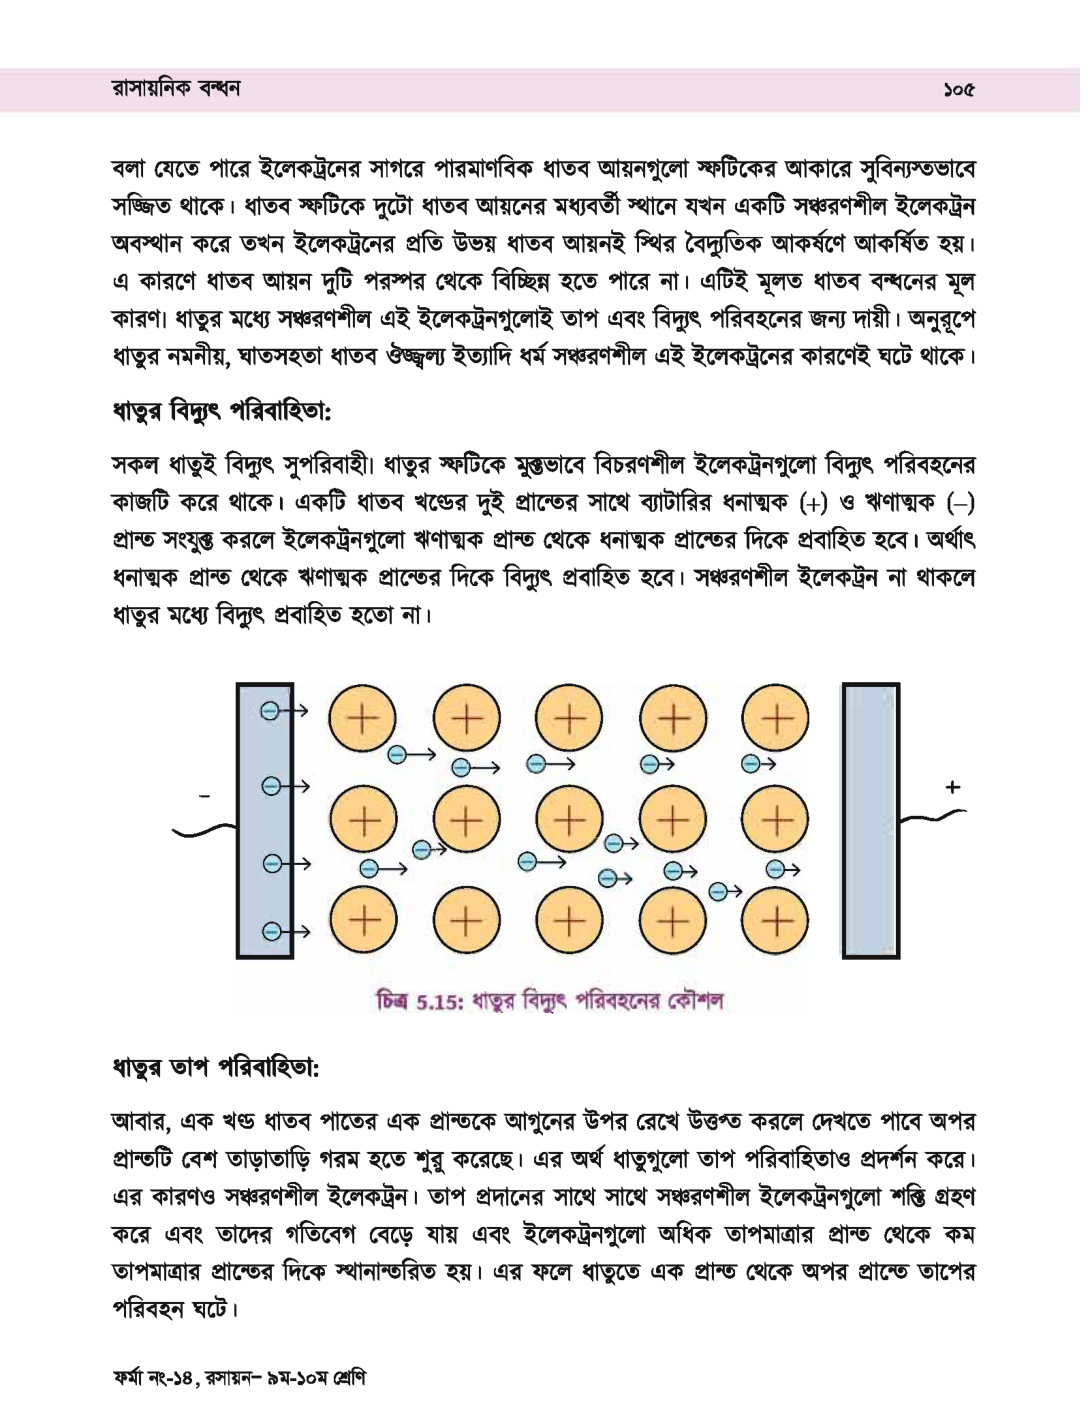 রাসায়নিক বন্ধন ১০৫
বলা যেতে পারে ইলেকট্রনের সাগরে পারমাণবিক ধাতব আয়নগুলো স্ফটিকের আকারে সুবিন্যস্তভাবে
সজ্জিত থাকে। ধাতব স্ফটিকে দুটো ধাতব আয়নের মধ্যবর্তী স্থানে যখন একটি সঞ্চরণশীল ইলেকট্রন
অবস্থান করে তখন ইলেকট্রনের প্রতি উভয় ধাতব আয়নই স্থির বৈদ্যুতিক আকর্ষণে আকর্ষিত হয়।
এ কারণে ধাতব আয়ন দুটি পরস্পর থেকে বিচ্ছিন্ন হতে পারে না। এটিই মূলত ধাতব বন্ধনের মূল
কারণ। ধাতুর মধ্যে সঞ্চরণশীল এই ইলেকট্রনগুলোই তাপ এবং বিদ্যুৎ পরিবহনের জন্য দায়ী। অনুরূপে
ধাতুর নমনীয়, ঘাতসহতা ধাতব ঔজ্জ্বল্য ইত্যাদি ধর্ম সঞ্চরণশীল এই ইলেকট্রনের কারণেই ঘটে থাকে।
ধাতুর বিদ্যুৎ পরিবাহিতা:
সকল ধাতুই বিদ্যুৎ সুপরিবাহী। ধাতুর স্ফটিকে মুক্তভাবে বিচরণশীল ইলেকট্রনগুলো বিদ্যুৎ পরিবহনের
কাজটি করে থাকে। একটি ধাতব খণ্ডের দুই প্রান্তের সাথে ব্যাটারির ধনাত্মক (+) ও ঋণাত্মক (–)
প্রান্ত সংযুক্ত করলে ইলেকট্রনগুলো ঋণাত্মক প্রান্ত থেকে ধনাত্মক প্রান্তের দিকে প্রবাহিত হবে। অর্থাৎ
ধনাত্মক প্রান্ত থেকে ঋণাত্মক প্রান্তের দিকে বিদ্যুৎ প্রবাহিত হবে। সঞ্চরণশীল ইলেকট্রন না থাকলে
ধাতুর মধ্যে বিদ্যুৎ প্রবাহিত হতো না।
– +
চিত্র 5.15: ধাতুর বিদ্যুৎ পরিবহনের কৌশল
ধাতুর তাপ পরিবাহিতা:
আবার, এক খণ্ড ধাতব পাতের এক প্রান্তকে আগুনের উপর রেখে উত্তপ্ত করলে দেখতে পাবে অপর
প্রান্তটি বেশ তাড়াতাড়ি গরম হতে শুরু করেছে। এর অর্থ ধাতুগুলো তাপ পরিবাহিতাও প্রদর্শন করে।
এর কারণও সঞ্চরণশীল ইলেকট্রন। তাপ প্রদানের সাথে সাথে সঞ্চরণশীল ইলেকট্রনগুলো শক্তি গ্রহণ
করে এবং তাদের গতিবেগ বেড়ে যায় এবং ইলেকট্রনগুলো অধিক তাপমাত্রার প্রান্ত থেকে কম
তাপমাত্রার প্রান্তের দিকে স্থানান্তরিত হয়। এর ফলে ধাতুতে এক প্রান্ত থেকে অপর প্রান্তে তাপের
পরিবহন ঘটে।
ফর্মা নং-১৪, রসায়ন– ৯ম-১০ম শ্রেণি